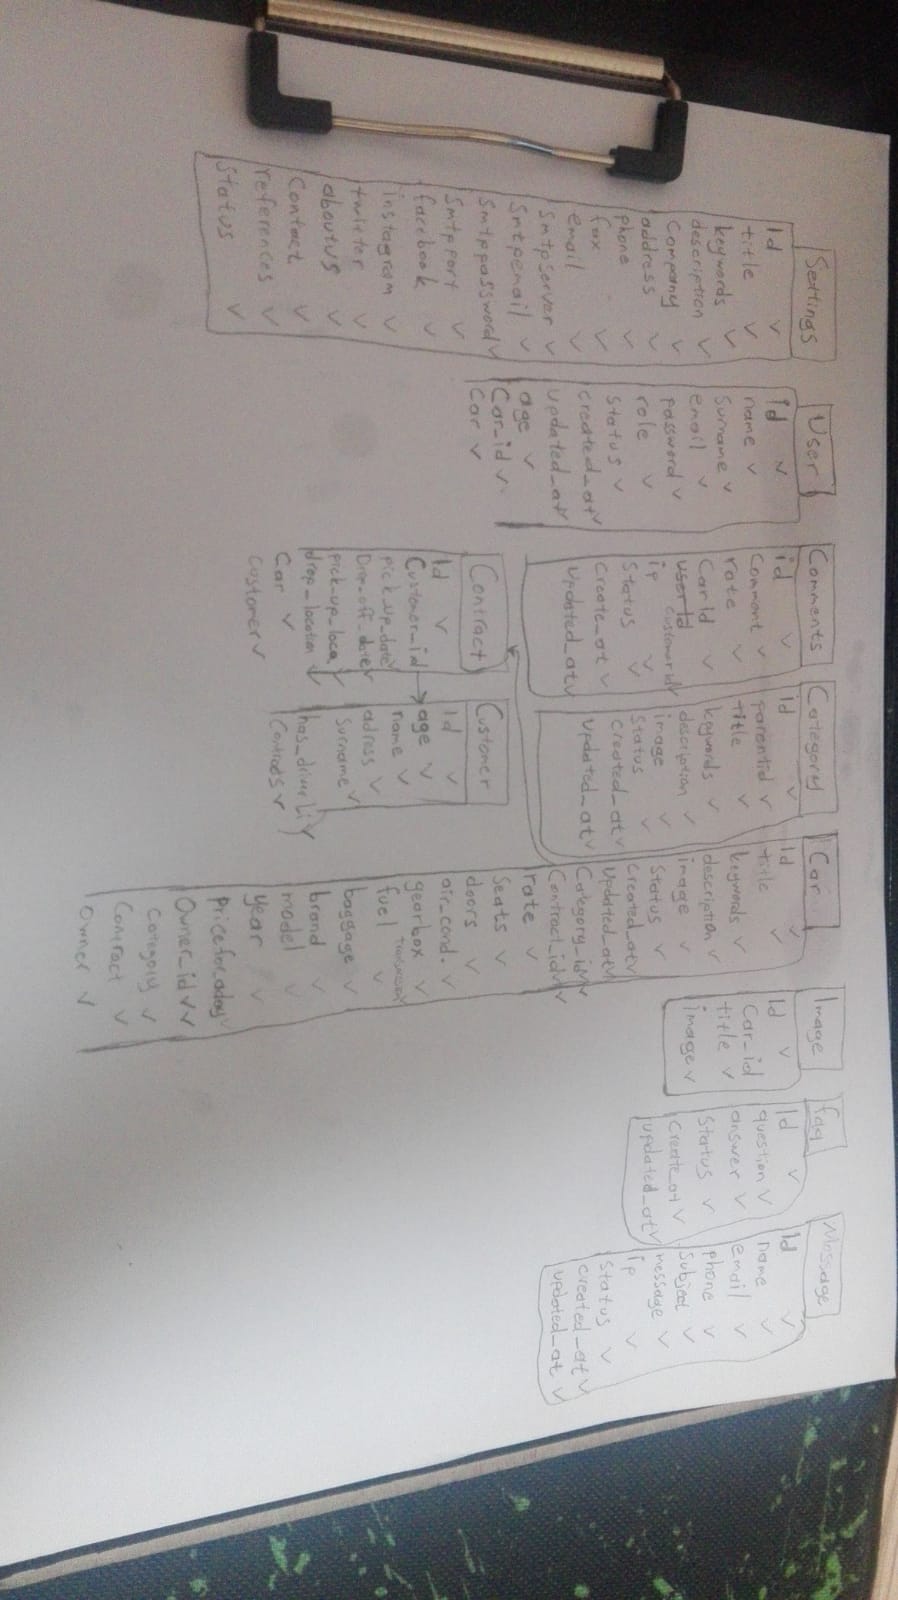 Settings
Id
title
keywords
description
Company
address
phone
fax
email
SmtpServer
Smtpemail
Smtppassword
Smtpport
facebook
instagram
twitter
aboutus
Contact
references
Status
User
id
name
Surname
email
password
role
Status
created_at
updated_at
age
Car_id
Car
Comments
id
Comment
rate
Car Id
userId
Customer Id
ip
Status
Create_at
Updated_at
Category
id
parentid
title
keywords
description
image
Status
created_at
updated_at
Car
Id
title
keywords
description
image
Status
Created_at
Updated_at
Category_id
Contract_id
rate
Seats
doors
air_cond.
gearbox
fuel
baggage
brand
model
year
Pricefor_aday
Owner_id
Category
Contract
Owner
Image
Id
Car_id
title
image
faq
Id
question
answer
Status
Create_at
updated_at
Message
Id
name
email
phone
Subject
message
ip
Status
created_at
updated_at
Contract
Id
Customer_id
pick_up_date
Drop_off_date
pick_up_loca
drop_location
Car
Customer
Customer
Id
age
name
adress
Surname
has_driver Li
Contracts